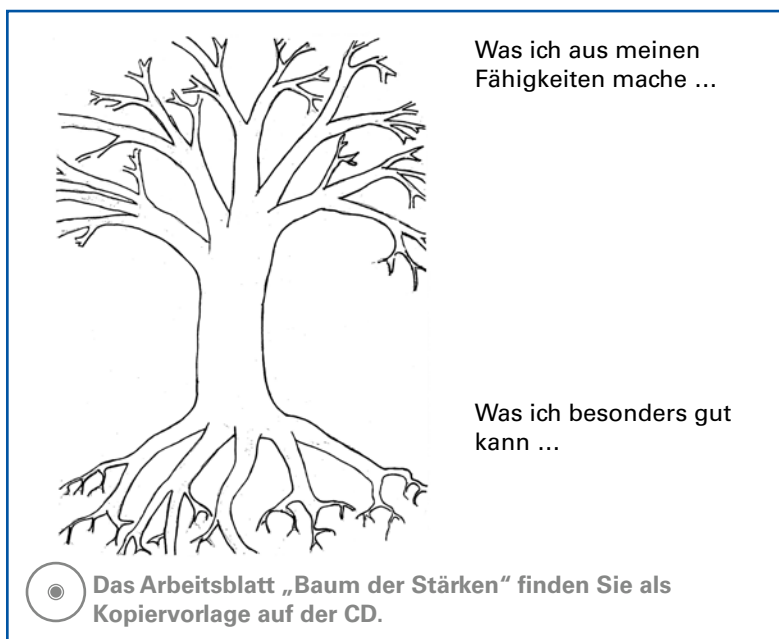 Was ich aus meinen
Fähigkeiten mache …
Was ich besonders gut
kann …
Das Arbeitsblatt „Baum der Stärken“ finden Sie als
Kopiervorlage auf der CD.